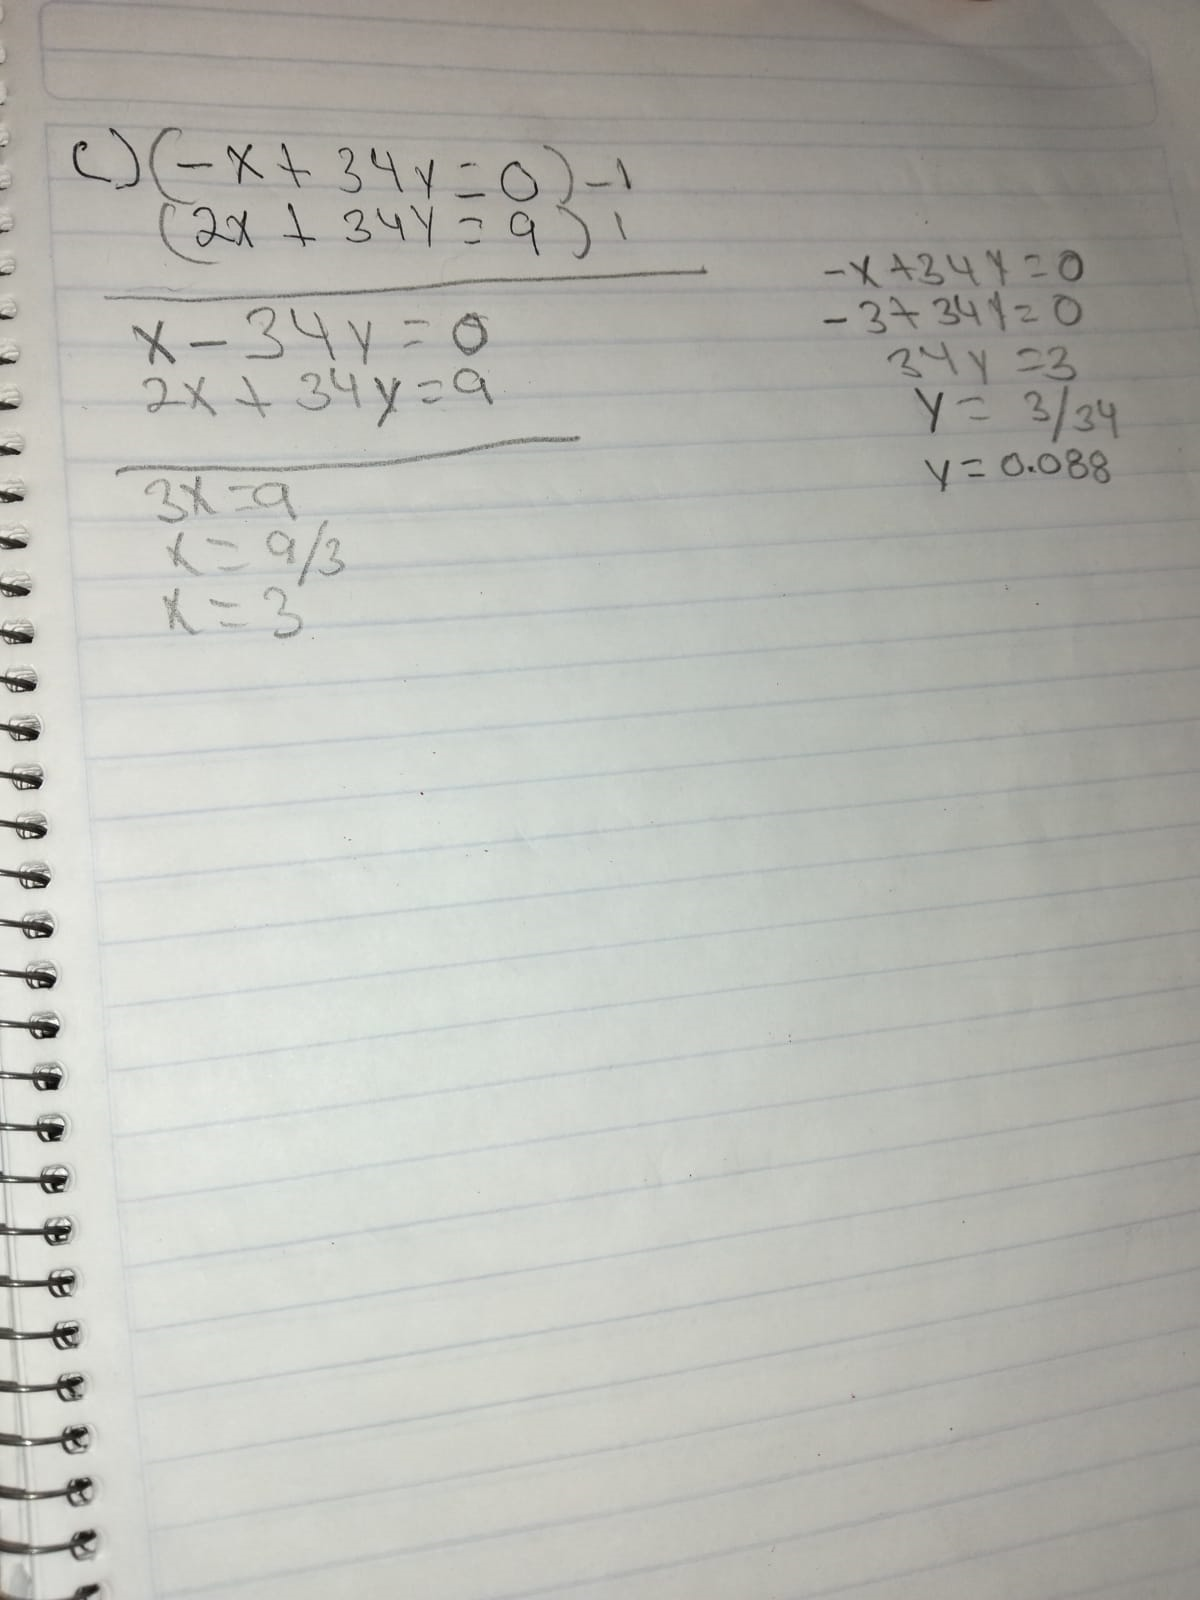 c) (-x + 34y = 0) -1
(2x + 34y = 9) 1
x - 34y = 0
2x + 34y = 9
3x = 9
x = 9/3
x = 3
-x + 34y = 0
-3 + 34y = 0
34y = 3
y = 3/34
y = 0.088